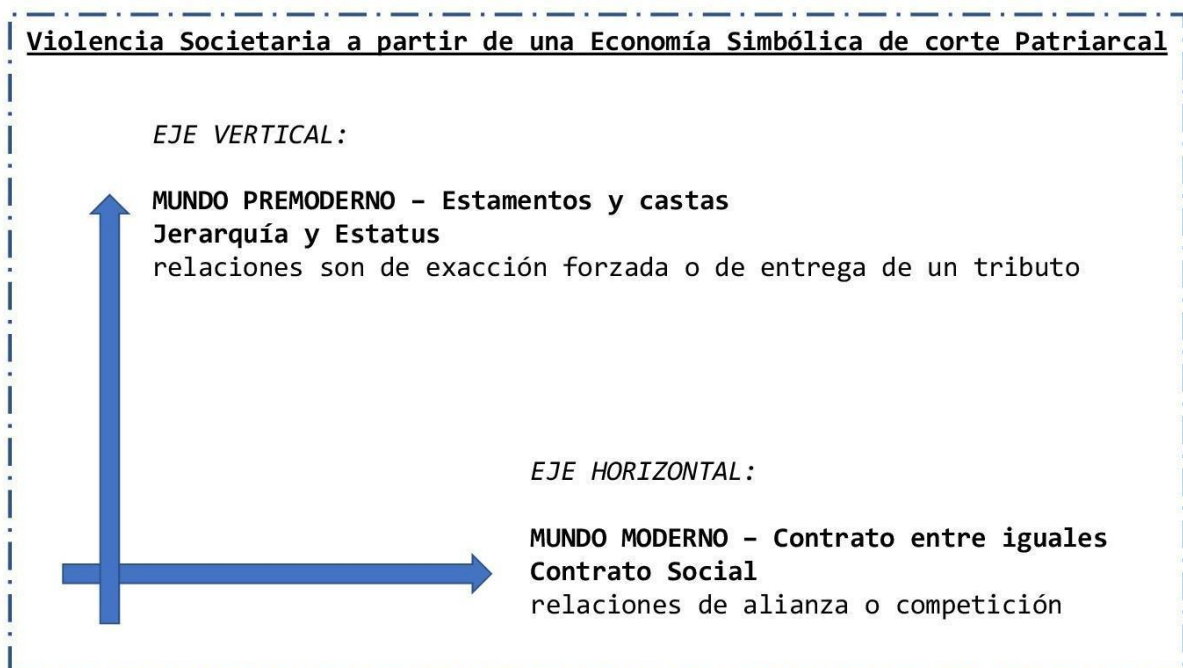 Violencia Societaria a partir de una Economía Simbólica de corte Patriarcal
EJE VERTICAL:
MUNDO PREMODERNO – Estamentos y castas
Jerarquía y Estatus
relaciones son de exacción forzada o de entrega de un tributo
EJE HORIZONTAL:
MUNDO MODERNO – Contrato entre iguales
Contrato Social
relaciones de alianza o competición